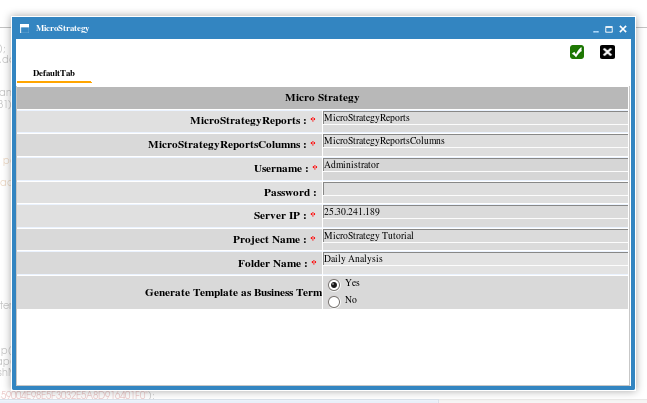 MicroStrategy
DefaultTab
Micro Strategy
MicroStrategyReports : * MicroStrategyReports
MicroStrategyReportsColumns : * MicroStrategyReportsColumns
Username : * Administrator
Password :
Server IP : * 25.30.241.189
Project Name : * MicroStrategy Tutorial
Folder Name : * Daily Analysis
Generate Template as Business Term
Yes
No